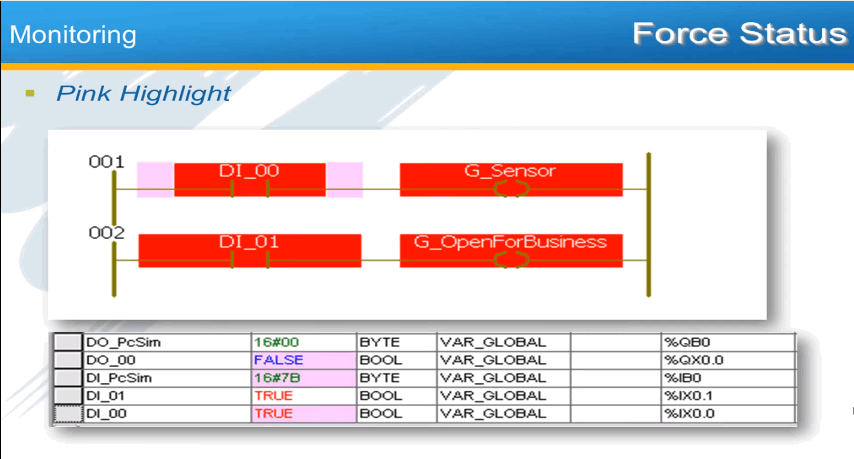 Monitoring
Force Status
Pink Highlight
001
DI_00
G_Sensor
002
DI_01
G_OpenForBusiness
DO_PcSim 16#00 BYTE VAR_GLOBAL %QB0
DO_00 FALSE BOOL VAR_GLOBAL %QX0.0
DI_PcSim 16#7B BYTE VAR_GLOBAL %IB0
DI_01 TRUE BOOL VAR_GLOBAL %IX0.1
DI_00 TRUE BOOL VAR_GLOBAL %IX0.0